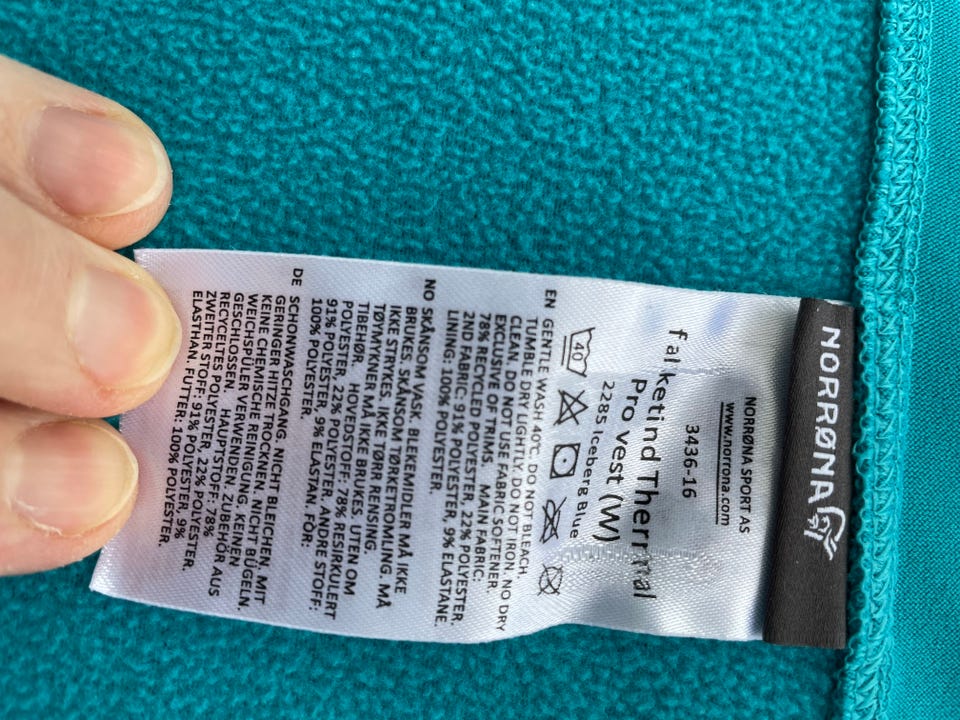 NORRØNA
NORRØNA SPORT AS
www.norrona.com
3436-16
falketind Thermal
Pro vest (W)
2285 Iceberg Blue
40
EN GENTLE WASH 40°C. DO NOT BLEACH.
TUMBLE DRY LIGHTLY. DO NOT IRON. NO DRY
CLEAN. DO NOT USE FABRIC SOFTENER.
EXCLUSIVE OF TRIMS. MAIN FABRIC:
78% RECYCLED POLYESTER, 22% POLYESTER.
2ND FABRIC: 91% POLYESTER, 9% ELASTANE.
LINING: 100% POLYESTER.
NO SKÅNSOM VASK. BLEKEMIDLER MÅ IKKE
BRUKES. SKÅNSOM TØRKETROMLING. MÅ
IKKE STRYKES. IKKE TØRR RENSING.
TØYMYKNER MÅ IKKE BRUKES. UTEN OM
TIBEHØR. HOVEDSTOFF: 78% RESIRKULERT
POLYESTER, 22% POLYESTER. ANDRE STOFF:
91% POLYESTER, 9% ELASTAN. FÔR:
100% POLYESTER.
DE SCHONWASCHGANG. NICHT BLEICHEN. MIT
GERINGER HITZE TROCKNEN. NICHT BÜGELN.
KEINE CHEMISCHE REINIGUNG. KEINEN
WEICHSPÜLER VERWENDEN. ZUBEHÖR AUS
GESCHLOSSEN. HAUPTSTOFF: 78%
RECYCELTES POLYESTER, 22% POLYESTER.
ZWEITER STOFF: 91% POLYESTER, 9%
ELASTHAN. FUTTER: 100% POLYESTER.